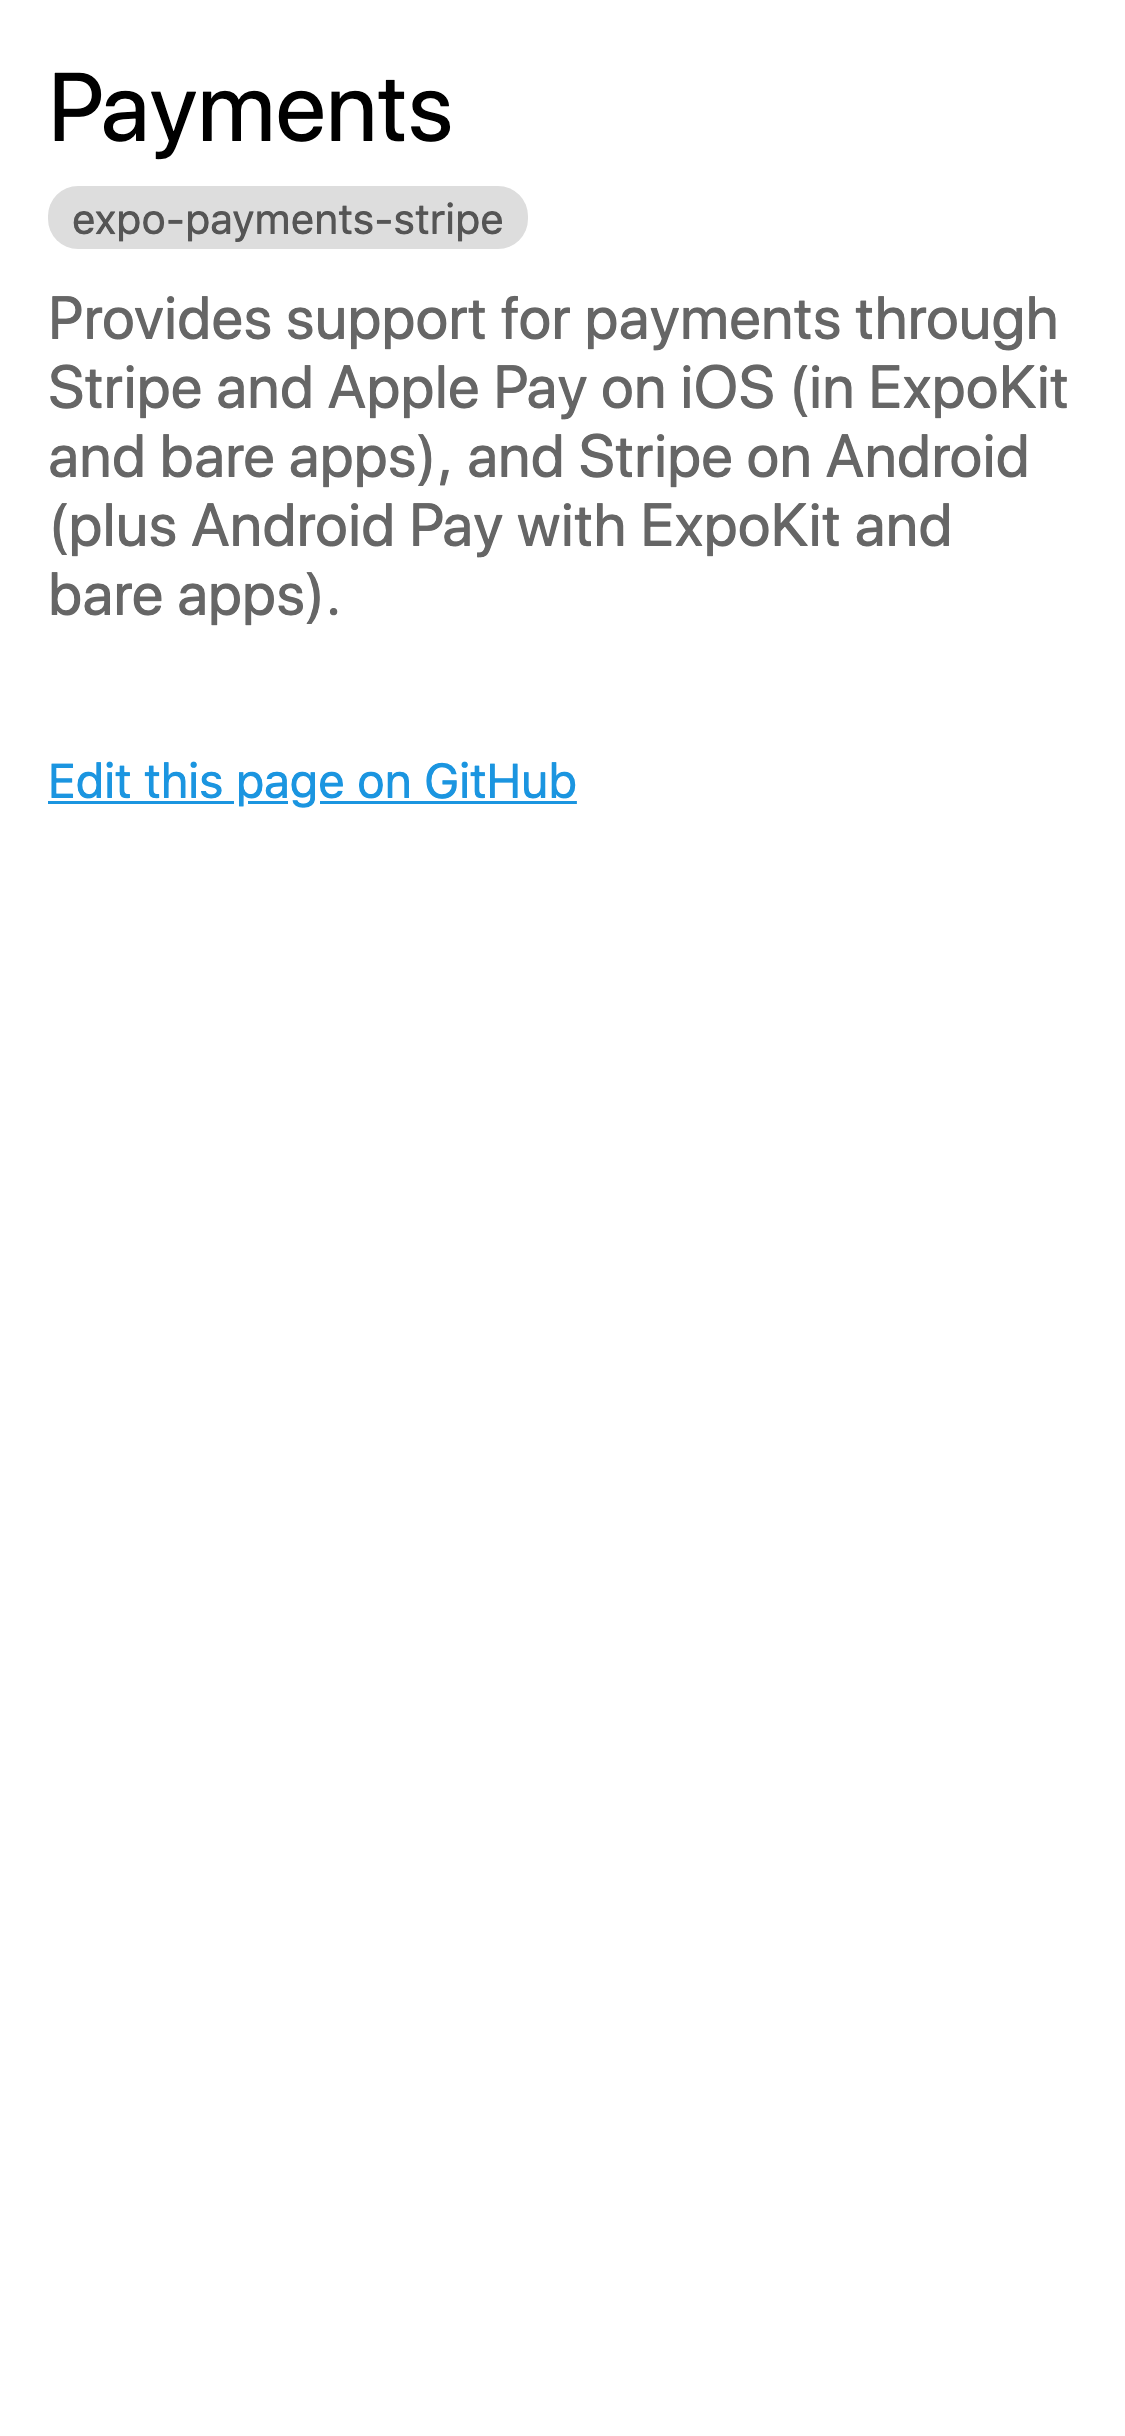 Payments
expo-payments-stripe
Provides support for payments through
Stripe and Apple Pay on iOS (in ExpoKit
and bare apps), and Stripe on Android
(plus Android Pay with ExpoKit and
bare apps).
Edit this page on GitHub